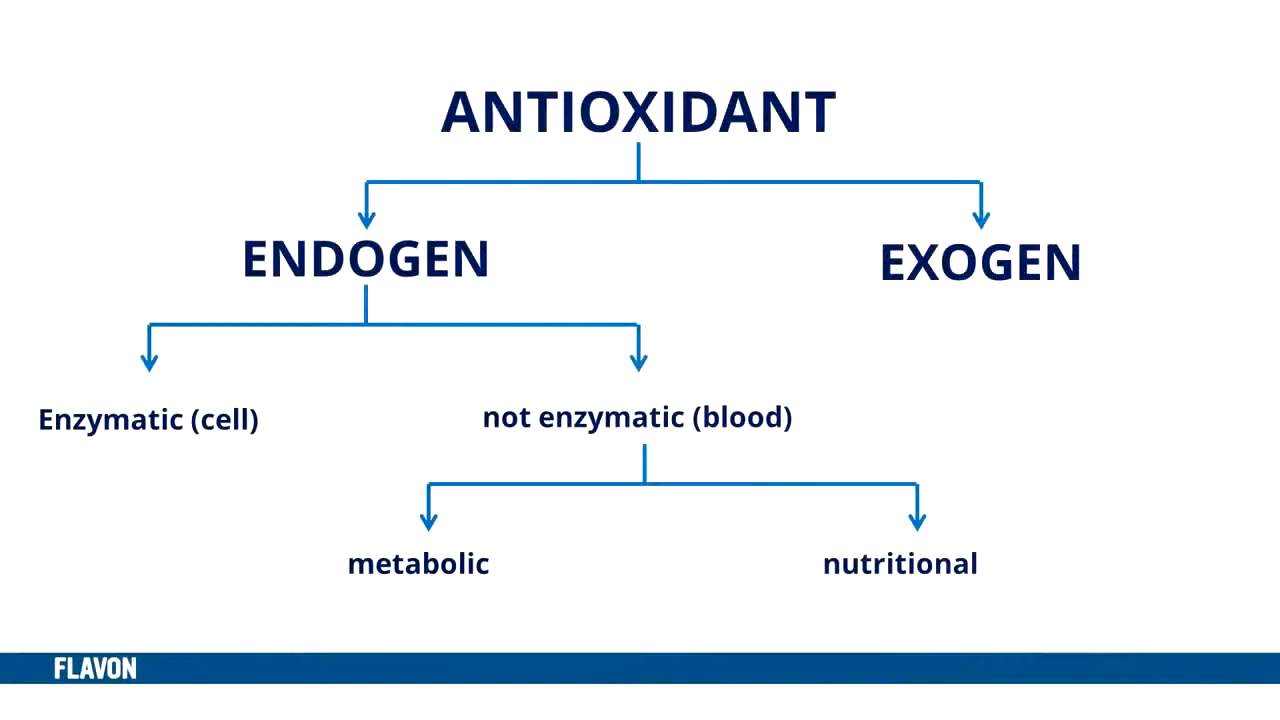 ANTIOXIDANT
ENDOGEN
EXOGEN
Enzymatic (cell)
not enzymatic (blood)
metabolic
nutritional
FLAVON